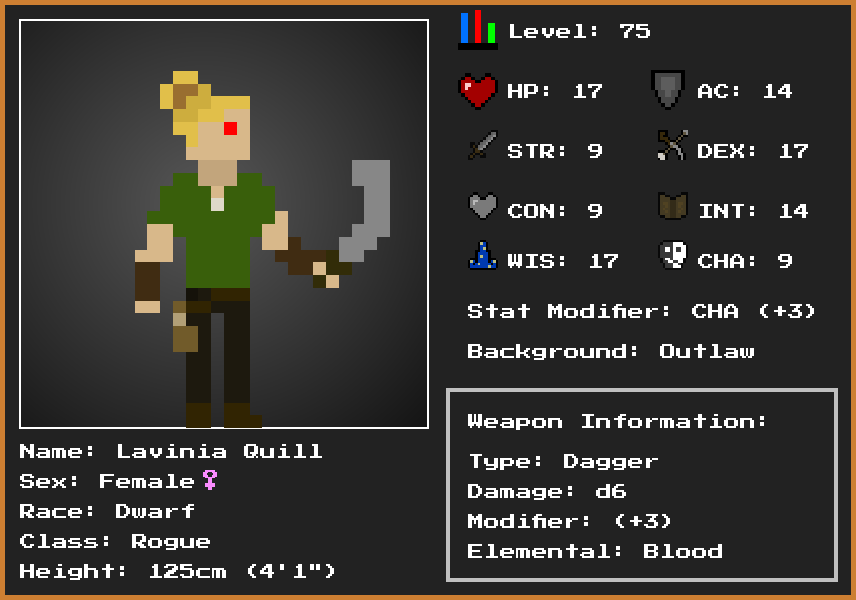 Level: 75
HP: 17 AC: 14
STR: 9 DEX: 17
CON: 9 INT: 14
WIS: 17 CHA: 9
Stat Modifier: CHA (+3)
Background: Outlaw
Weapon Information:
Type: Dagger
Damage: d6
Modifier: (+3)
Elemental: Blood
Name: Lavinia Quill
Sex: Female♀
Race: Dwarf
Class: Rogue
Height: 125cm (4'1")